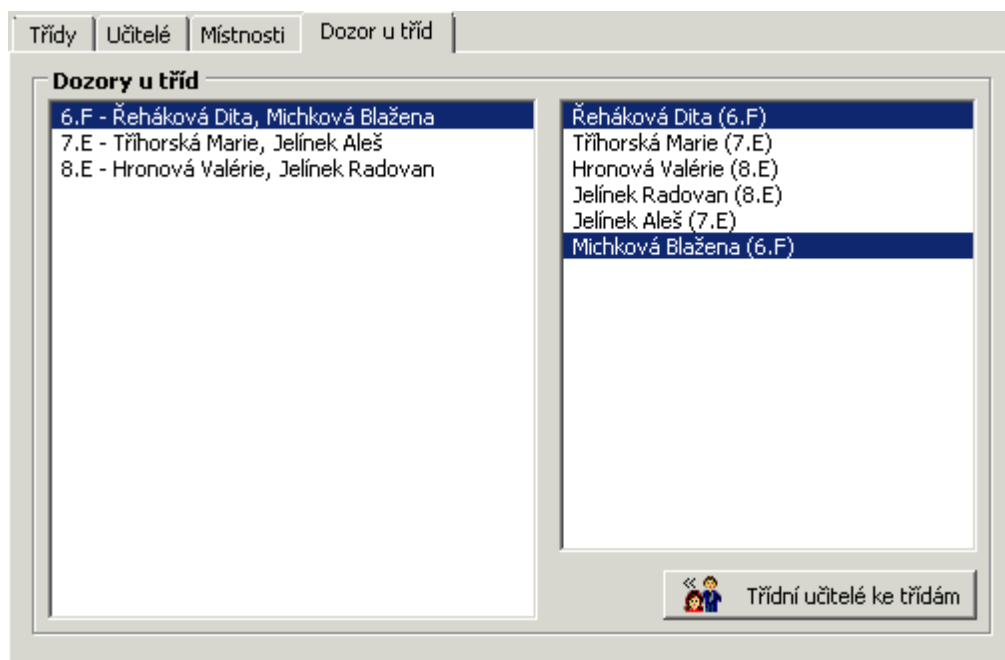 Třídy Učitelé Místnosti Dozor u tříd
Dozory u tříd
6.F - Řeháková Dita, Michková Blažena
7.E - Tříhorská Marie, Jelínek Aleš
8.E - Hronová Valérie, Jelínek Radovan
Řeháková Dita (6.F)
Tříhorská Marie (7.E)
Hronová Valérie (8.E)
Jelínek Radovan (8.E)
Jelínek Aleš (7.E)
Michková Blažena (6.F)
Třídní učitelé ke třídám